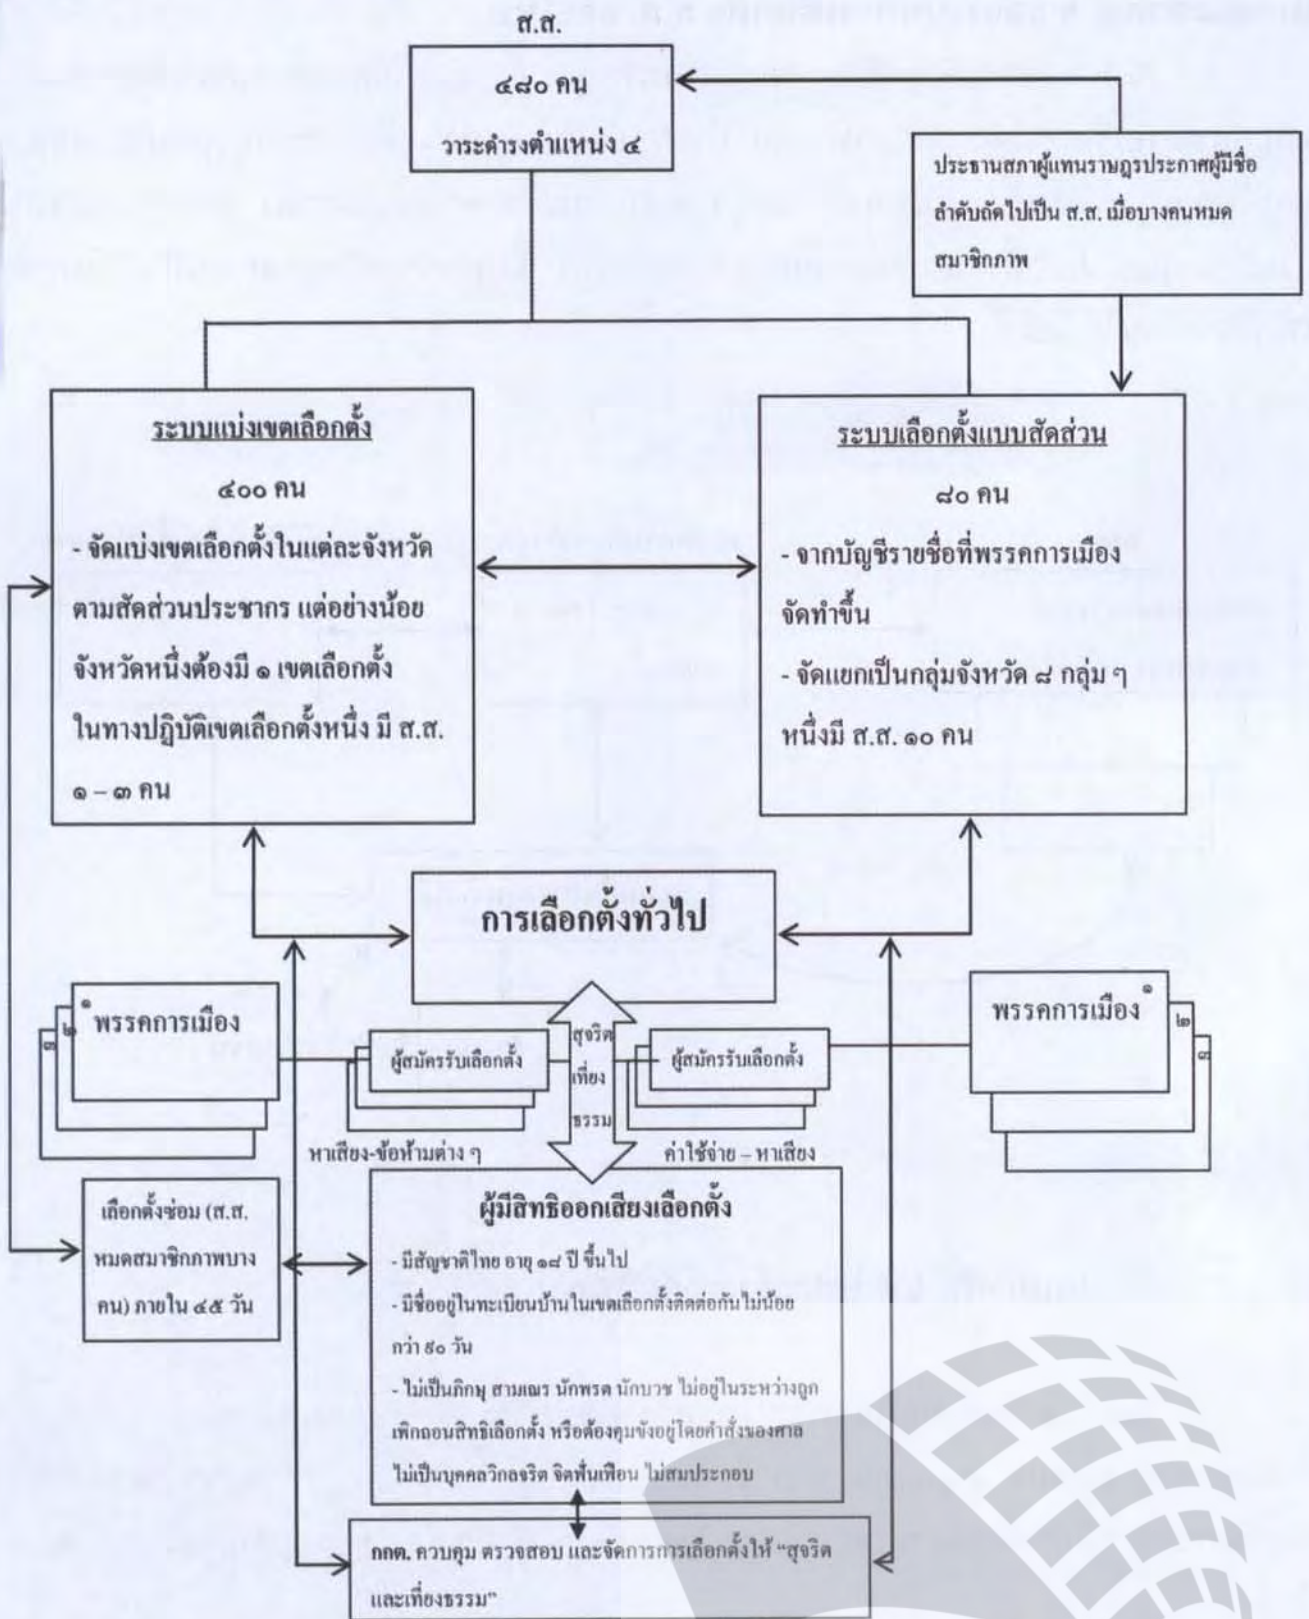 ส.ส.
๔๘๐ คน
วาระดำรงตำแหน่ง ๔
ประธานสภาผู้แทนราษฎรประกาศผู้มีชื่อ
ลำดับถัดไปเป็น ส.ส. เมื่อบางคนหมด
สมาชิกภาพ
ระบบแบ่งเขตเลือกตั้ง
๔๐๐ คน
- จัดแบ่งเขตเลือกตั้งในแต่ละจังหวัด
ตามสัดส่วนประชากร แต่อย่างน้อย
จังหวัดหนึ่งต้องมี ๑ เขตเลือกตั้ง
ในทางปฏิบัติเขตเลือกตั้งหนึ่ง มี ส.ส.
๑ – ๓ คน
ระบบเลือกตั้งแบบสัดส่วน
๘๐ คน
- จากบัญชีรายชื่อที่พรรคการเมือง
จัดทำขึ้น
- จัดแยกเป็นกลุ่มจังหวัด ๘ กลุ่ม ๆ
หนึ่งมี ส.ส. ๑๐ คน
การเลือกตั้งทั่วไป
๑
พรรคการเมือง
๑
พรรคการเมือง
๒
สุจริต
เที่ยง
ธรรม
ผู้สมัครรับเลือกตั้ง
ผู้สมัครรับเลือกตั้ง
หาเสียง-ข้อห้ามต่าง ๆ
ค่าใช้จ่าย – หาเสียง
เลือกตั้งซ่อม (ส.ส.
หมดสมาชิกภาพบาง
คน) ภายใน ๔๕ วัน
ผู้มีสิทธิออกเสียงเลือกตั้ง
- มีสัญชาติไทย อายุ ๑๘ ปี ขึ้นไป
- มีชื่ออยู่ในทะเบียนบ้านในเขตเลือกตั้งติดต่อกันไม่น้อย
กว่า ๙๐ วัน
- ไม่เป็นภิกษุ สามเณร นักพรต นักบวช ไม่อยู่ในระหว่างถูก
เพิกถอนสิทธิเลือกตั้ง หรือต้องคุมขังอยู่โดยคำสั่งของศาล
ไม่เป็นบุคคลวิกลจริต จิตฟั่นเฟือน ไม่สมประกอบ
กกต. ควบคุม ตรวจสอบ และจัดการการเลือกตั้งให้ “สุจริต
และเที่ยงธรรม”